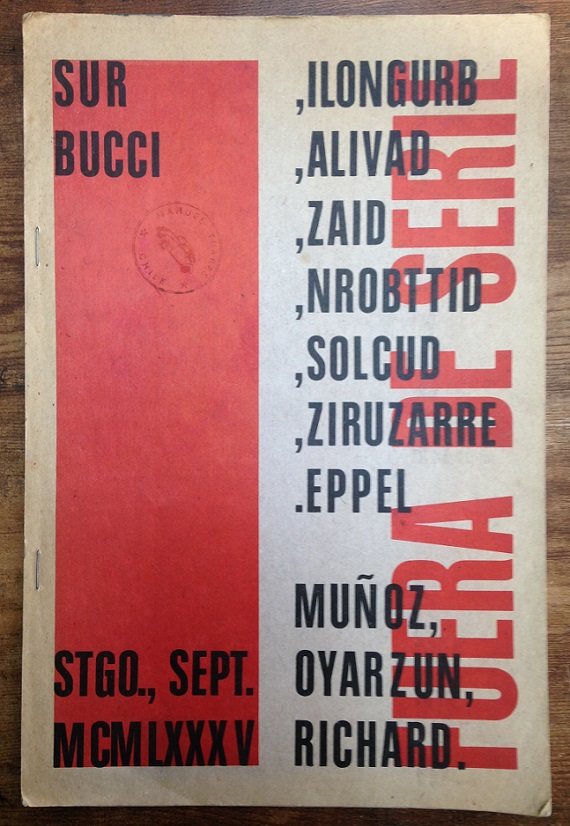 SUR
BUCCI
STGO., SEPT.
MCMLXXXV
,ILONGURB
,ALIVAD
,ZAID
,NROBTTID
,SOLCUD
,ZIRUZARRE
.EPPEL
MUÑOZ,
OYARZUN,
RICHARD.
FUERA DE SERIE